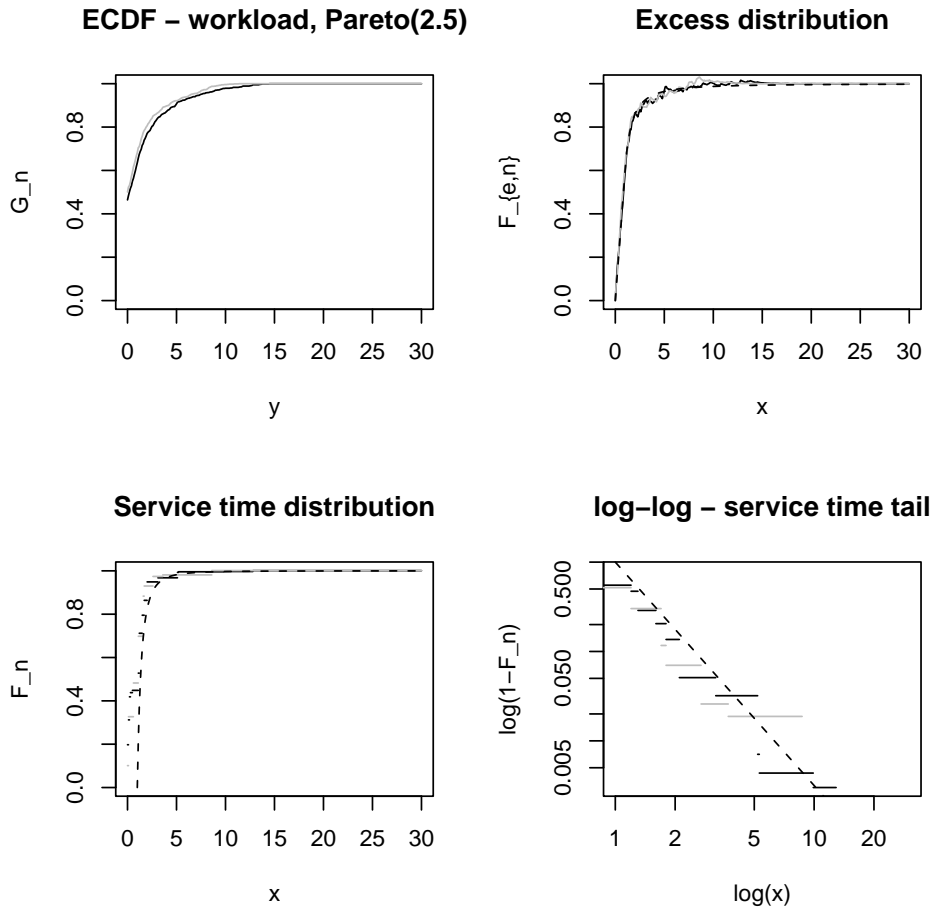 ECDF − workload, Pareto(2.5)
G_n
0.0 0.4 0.8
0 5 10 15 20 25 30
y
Excess distribution
F_{e,n}
0.0 0.4 0.8
0 5 10 15 20 25 30
x
Service time distribution
F_n
0.0 0.4 0.8
0 5 10 15 20 25 30
x
log−log − service time tail
log(1−F_n)
0.005 0.050 0.500
1 2 5 10 20
log(x)